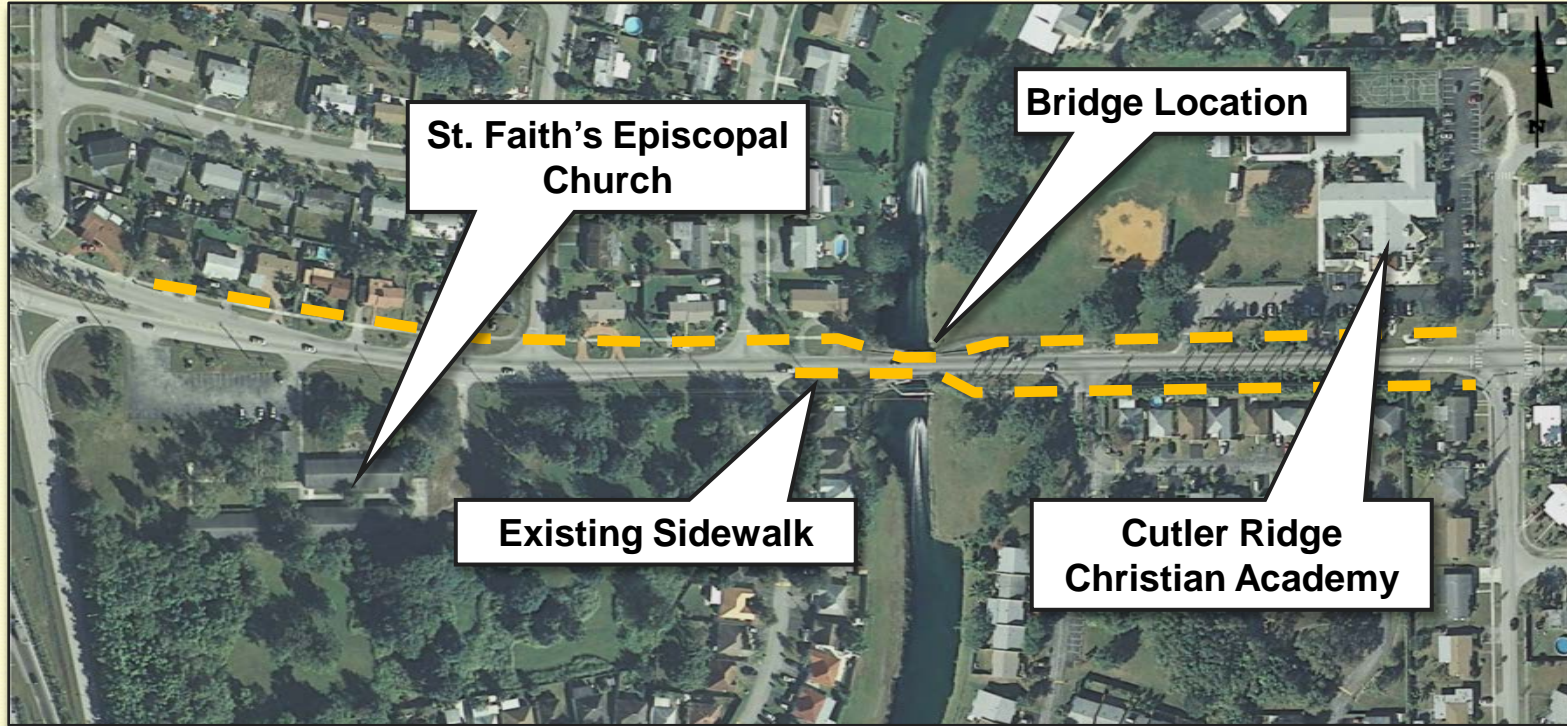 St. Faith's Episcopal
Church
Bridge Location
Existing Sidewalk
Cutler Ridge
Christian Academy
N